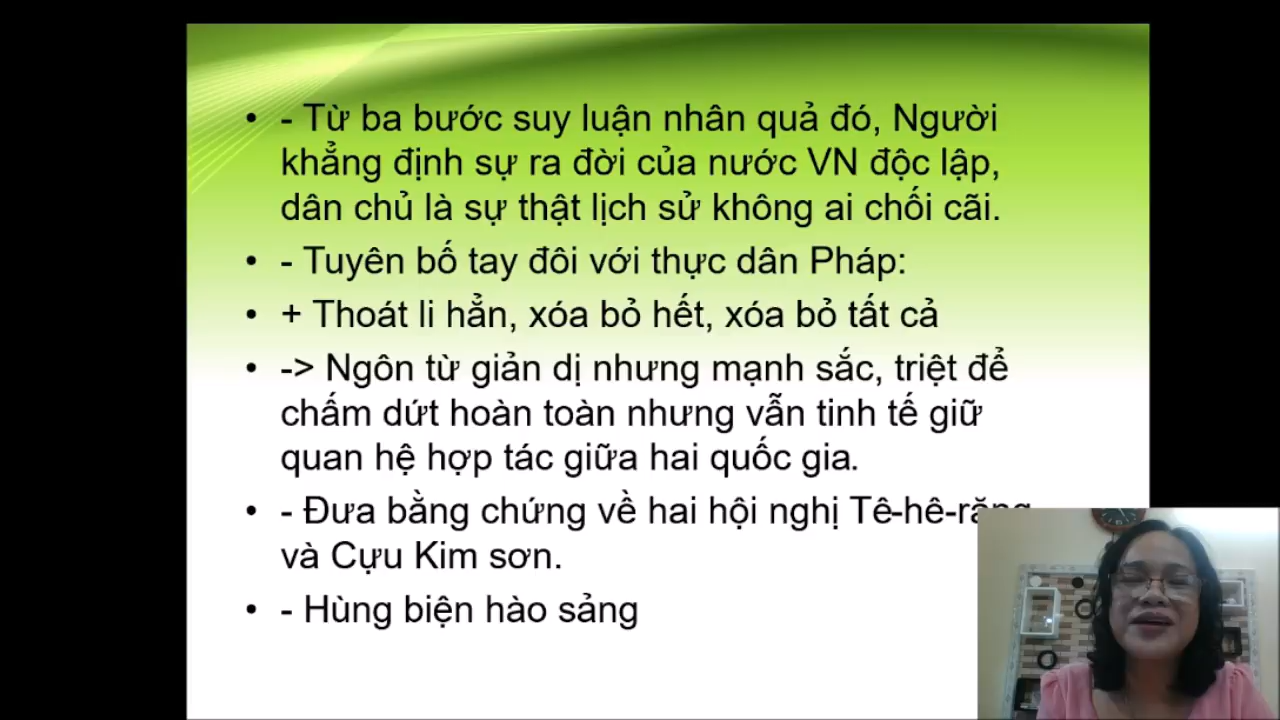 • - Từ ba bước suy luận nhân quả đó, Người
khẳng định sự ra đời của nước VN độc lập,
dân chủ là sự thật lịch sử không ai chối cãi.
• - Tuyên bố tay đôi với thực dân Pháp:
• + Thoát li hẳn, xóa bỏ hết, xóa bỏ tất cả
• -> Ngôn từ giản dị nhưng mạnh sắc, triệt để
chấm dứt hoàn toàn nhưng vẫn tinh tế giữ
quan hệ hợp tác giữa hai quốc gia.
• - Đưa bằng chứng về hai hội nghị Tê-hê-răng
và Cựu Kim sơn.
• - Hùng biện hào sảng